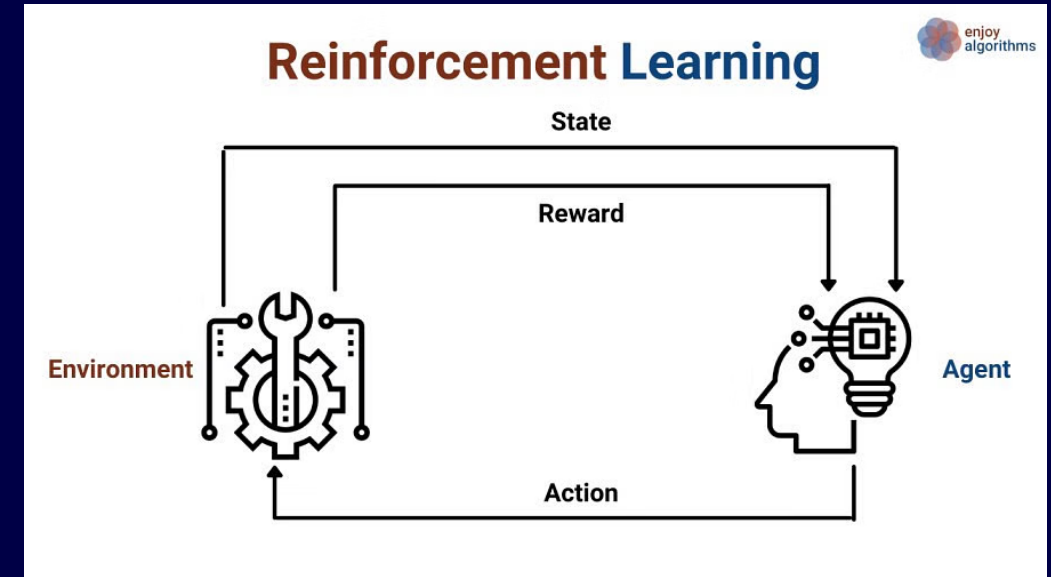 Reinforcement Learning
enjoy
algorithms
State
Reward
Environment
Agent
Action